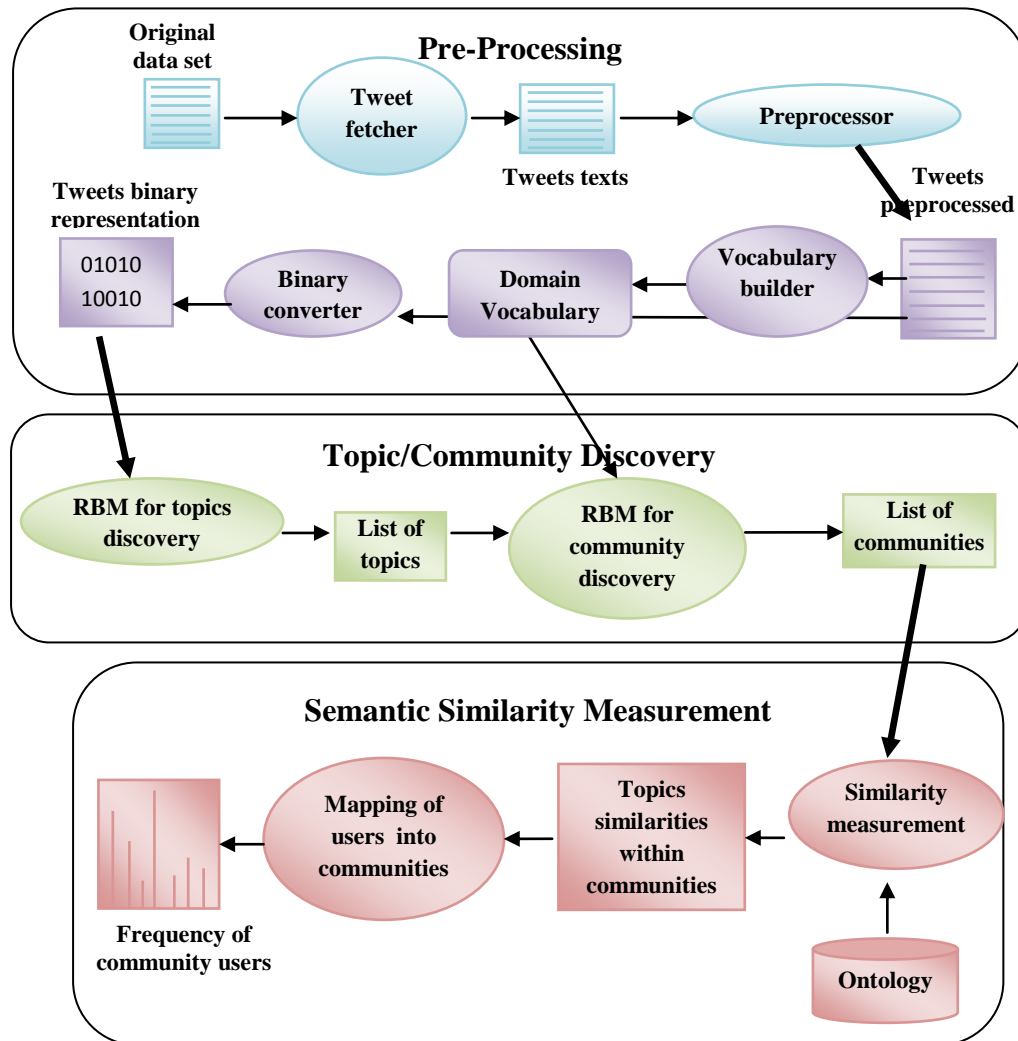 Original
data set
Pre-Processing
Tweet
fetcher
Preprocessor
Tweets texts
Tweets
preprocessed
Tweets binary
representation
01010
10010
Binary
converter
Domain
Vocabulary
Vocabulary
builder
Topic/Community Discovery
RBM for topics
discovery
List of
topics
RBM for
community
discovery
List of
communities
Semantic Similarity Measurement
Mapping of
users into
communities
Topics
similarities
within
communities
Similarity
measurement
Frequency of
community users
Ontology